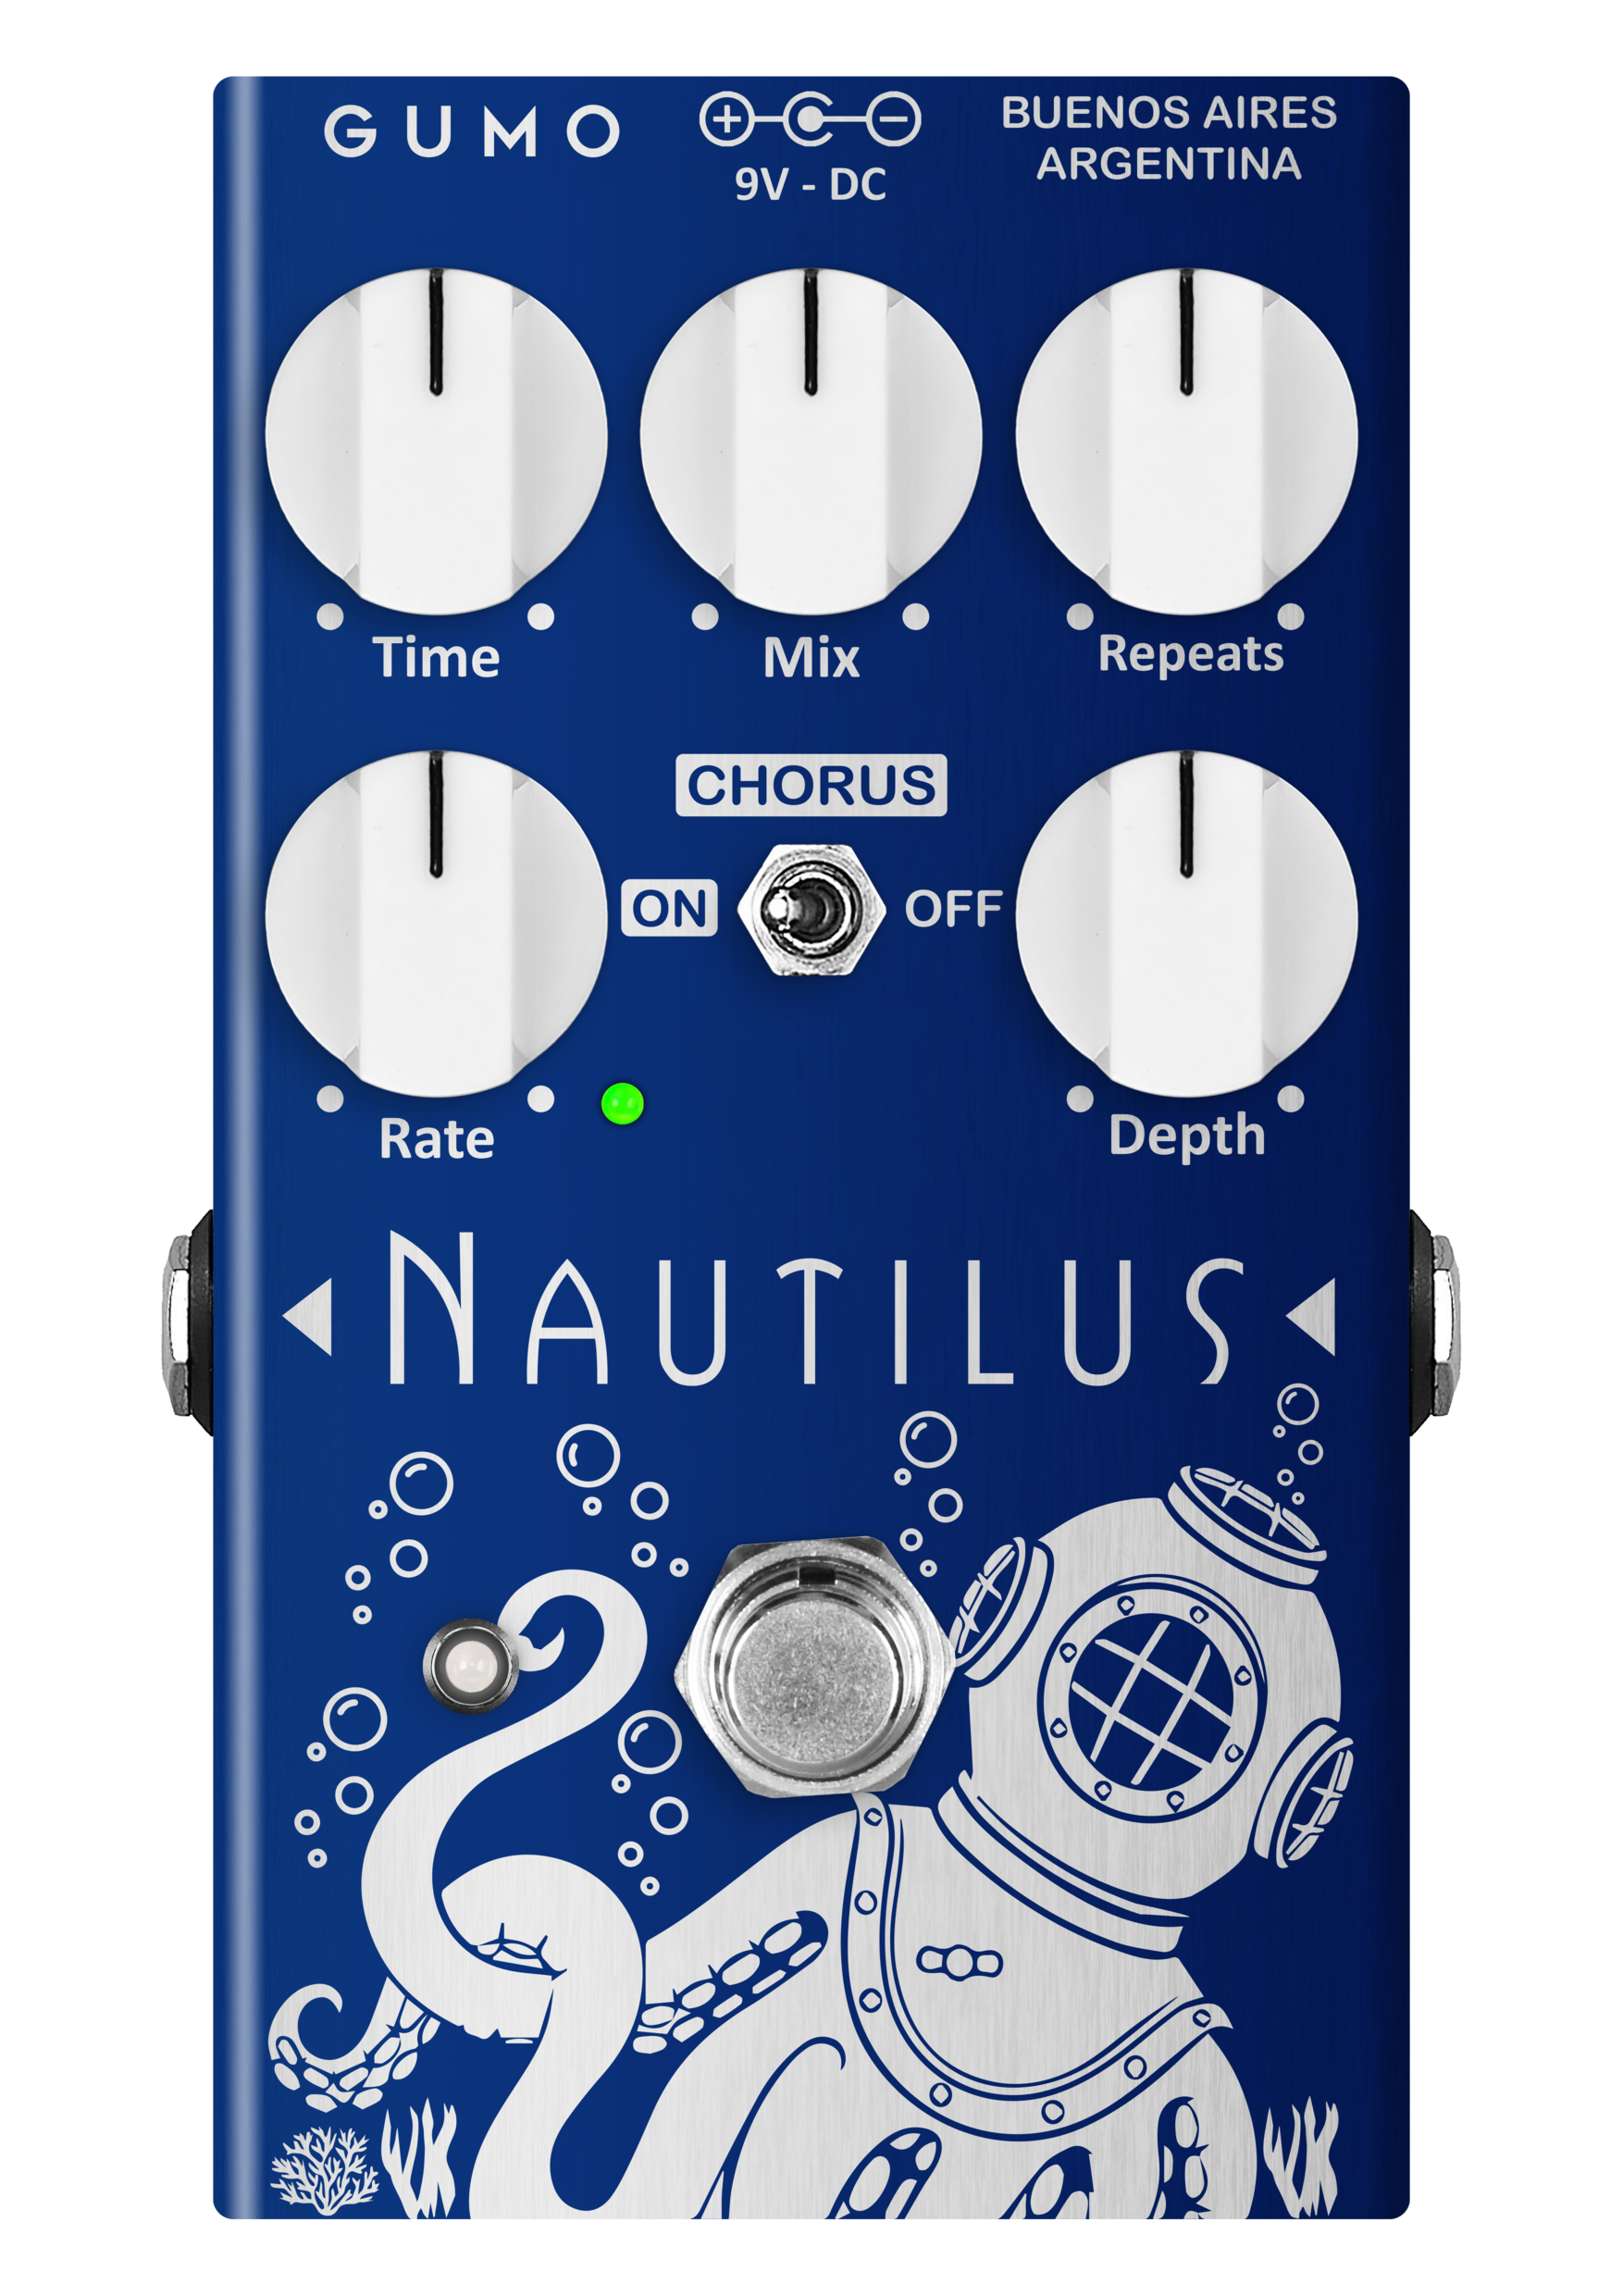 GUMO
9V - DC
BUENOS AIRES
ARGENTINA
Time
Mix
Repeats
CHORUS
ON
OFF
Rate
Depth
NAUTILUS